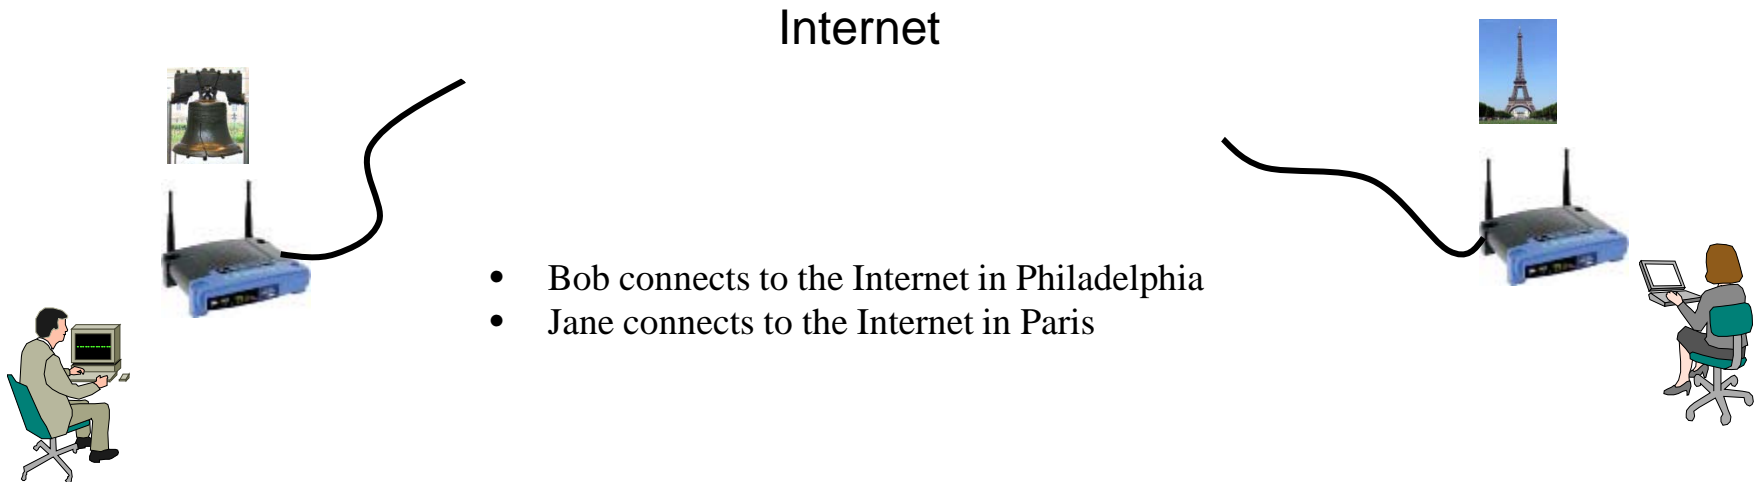 Internet
• Bob connects to the Internet in Philadelphia
• Jane connects to the Internet in Paris